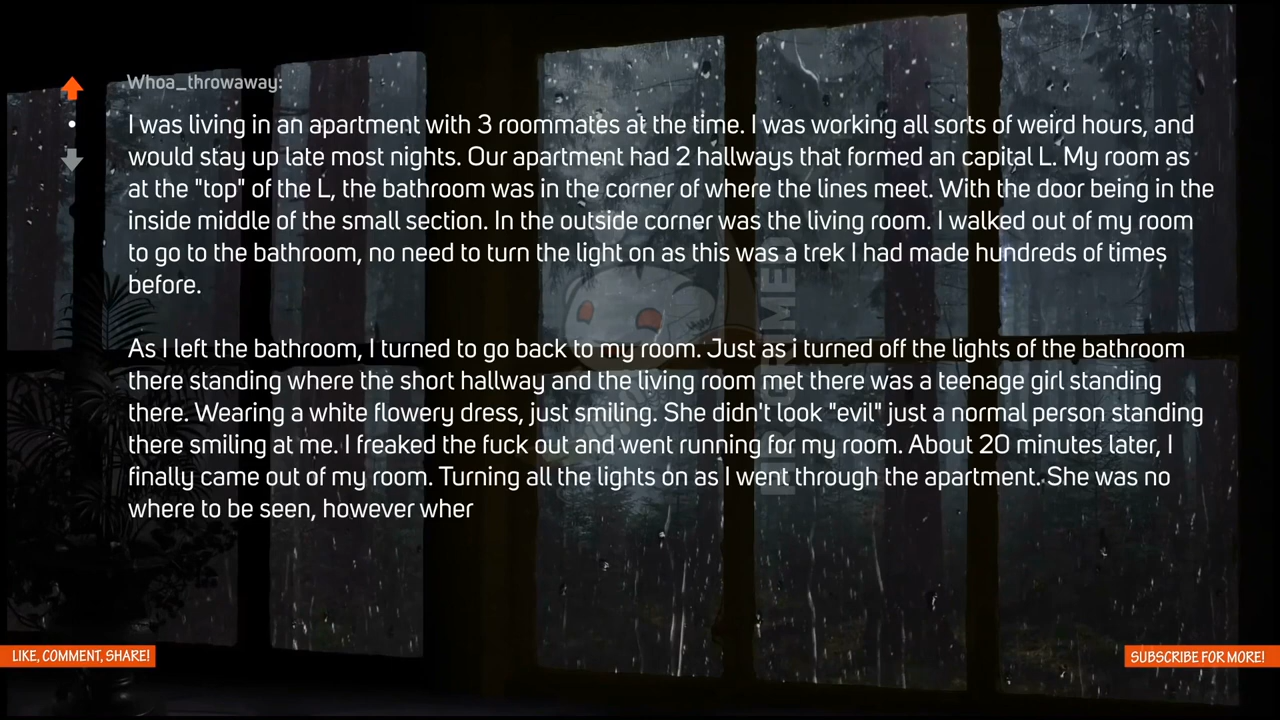 Whoa_throwaway:
I was living in an apartment with 3 roommates at the time. I was working all sorts of weird hours, and
would stay up late most nights. Our apartment had 2 hallways that formed an capital L. My room as
at the "top" of the L, the bathroom was in the corner of where the lines meet. With the door being in the
inside middle of the small section. In the outside corner was the living room. I walked out of my room
to go to the bathroom, no need to turn the light on as this was a trek I had made hundreds of times
before.
As I left the bathroom, I turned to go back to my room. Just as i turned off the lights of the bathroom
there standing where the short hallway and the living room met there was a teenage girl standing
there. Wearing a white flowery dress, just smiling. She didn't look "evil" just a normal person standing
there smiling at me. I freaked the fuck out and went running for my room. About 20 minutes later, I
finally came out of my room. Turning all the lights on as I went through the apartment. She was no
where to be seen, however wher
LIKE, COMMENT, SHARE!
SUBSCRIBE FOR MORE!